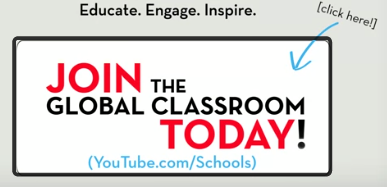 Educate. Engage. Inspire.
[click here!]
JOIN THE
GLOBAL CLASSROOM
TODAY!
(YouTube.com/Schools)